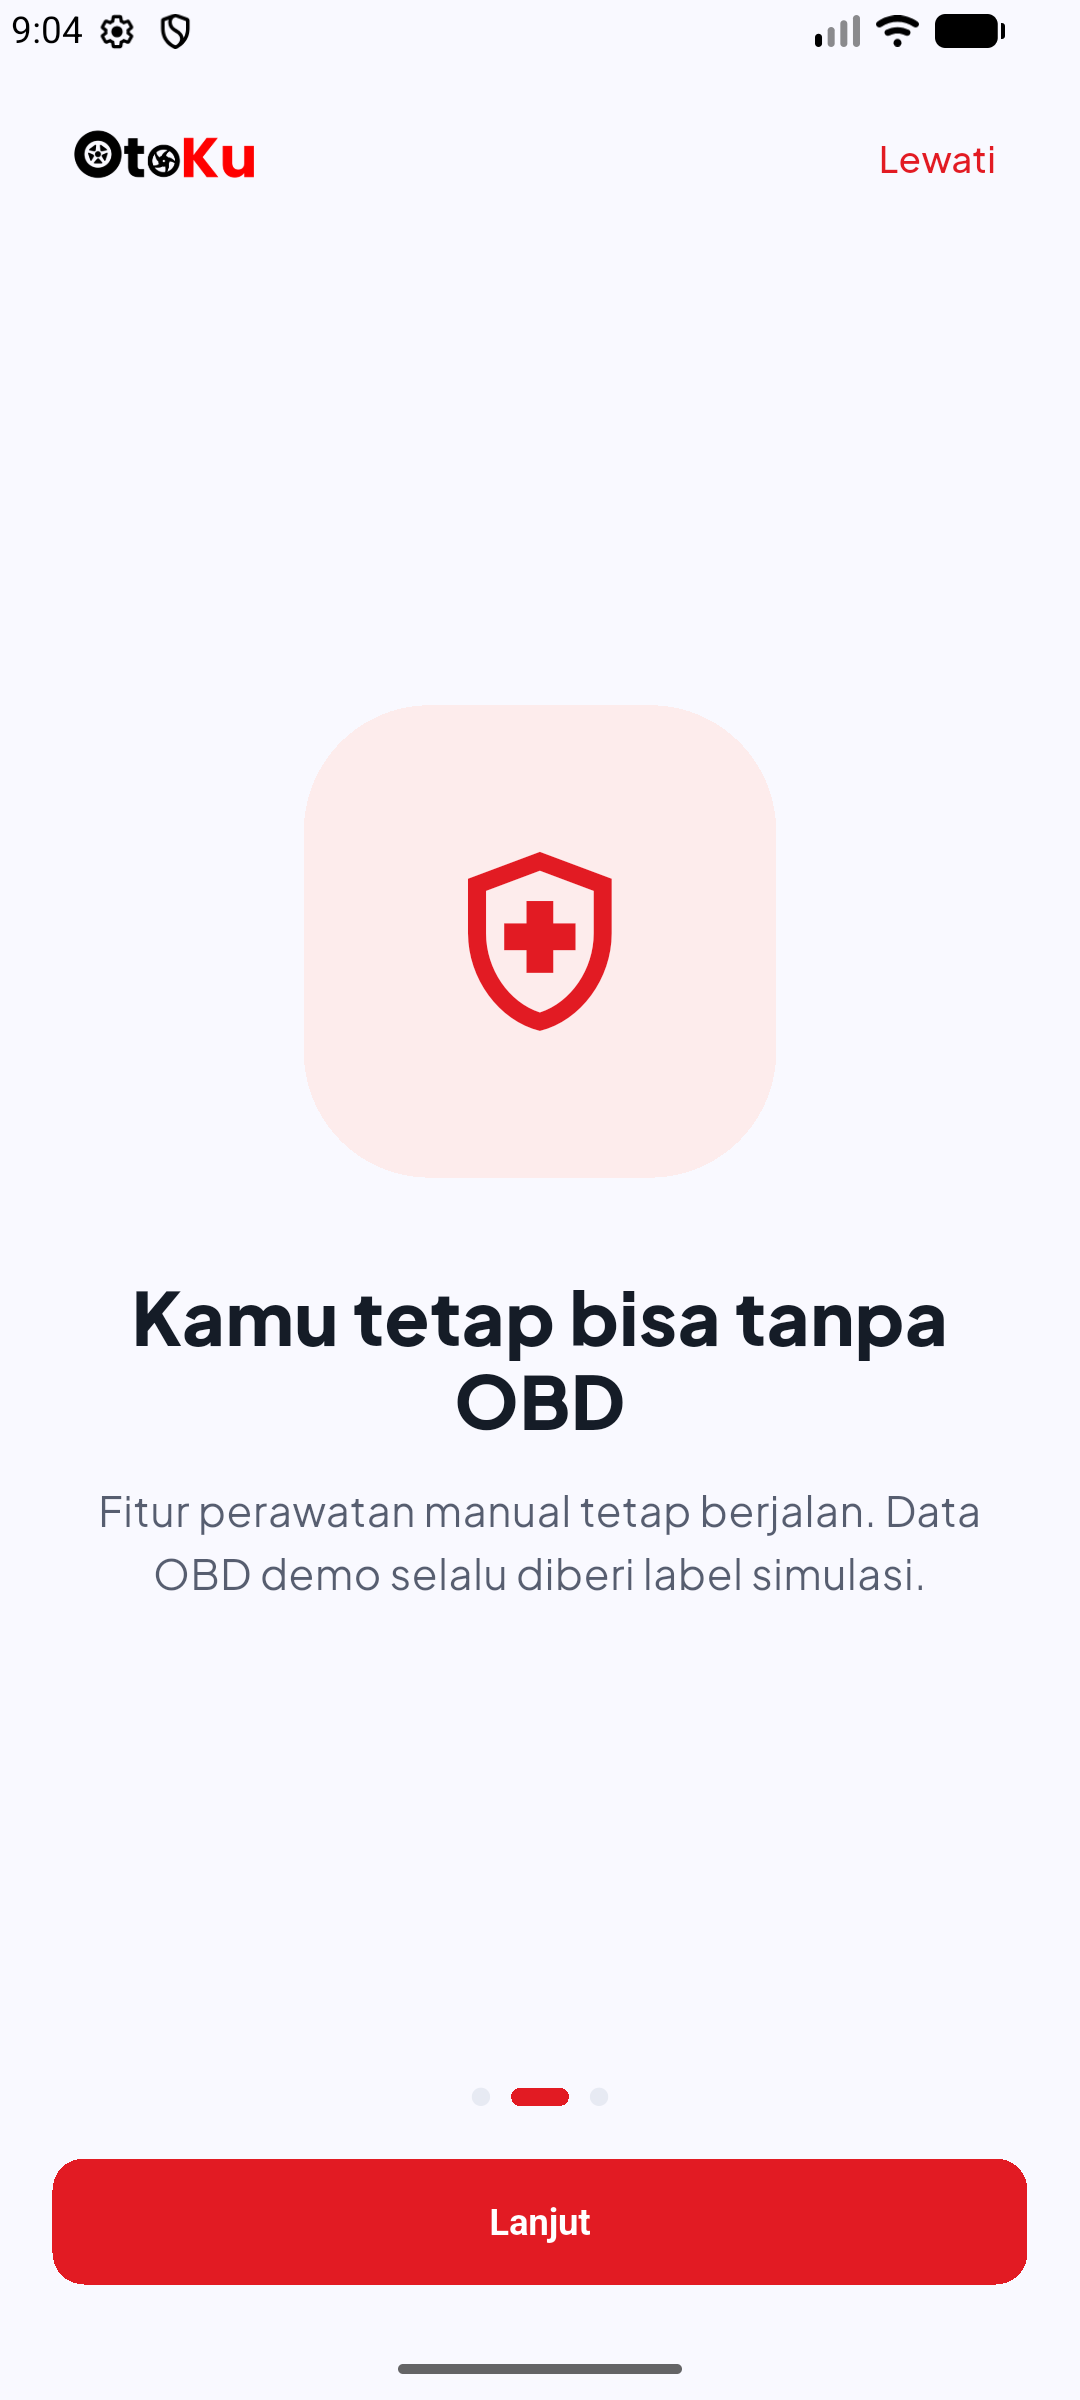 9:04
OtoKu
Lewati
Kamu tetap bisa tanpa
OBD
Fitur perawatan manual tetap berjalan. Data
OBD demo selalu diberi label simulasi.
Lanjut